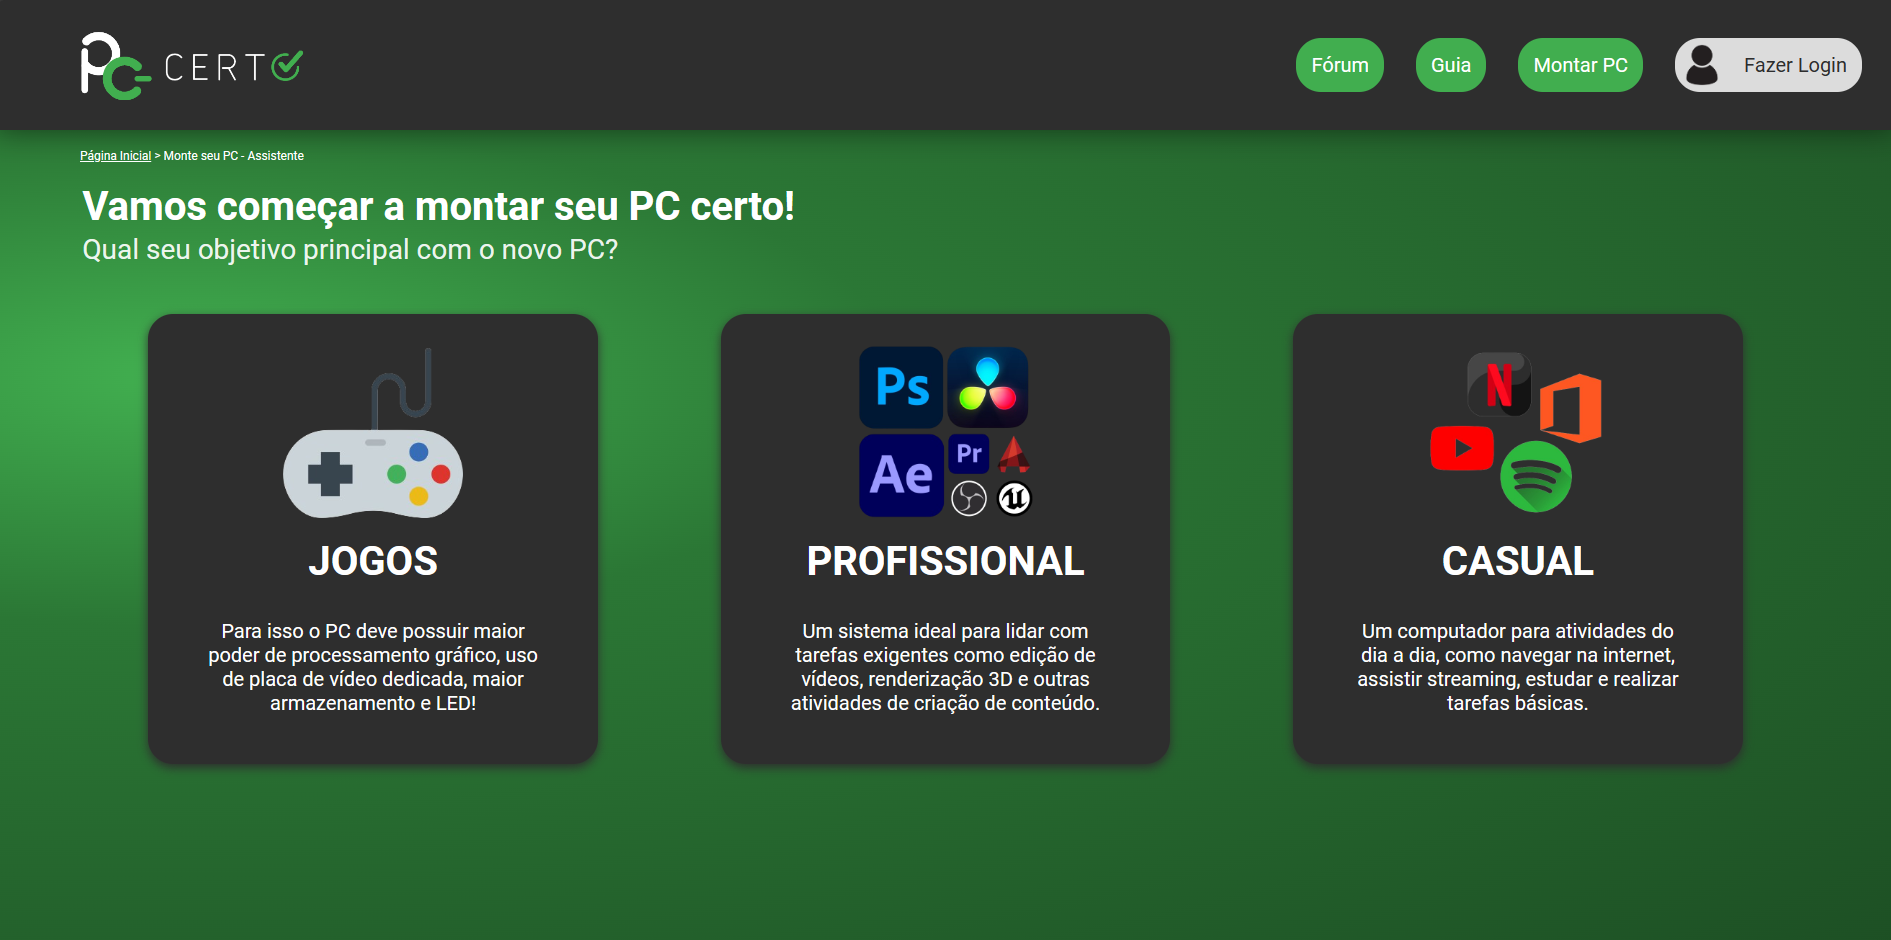 PC CERTO
Fórum
Guia
Montar PC
Fazer Login
Página Inicial > Monte seu PC - Assistente
Vamos começar a montar seu PC certo!
Qual seu objetivo principal com o novo PC?
JOGOS
Para isso o PC deve possuir maior
poder de processamento gráfico, uso
de placa de vídeo dedicada, maior
armazenamento e LED!
Ps
Ae
Pr
PROFISSIONAL
Um sistema ideal para lidar com
tarefas exigentes como edição de
vídeos, renderização 3D e outras
atividades de criação de conteúdo.
N
CASUAL
Um computador para atividades do
dia a dia, como navegar na internet,
assistir streaming, estudar e realizar
tarefas básicas.